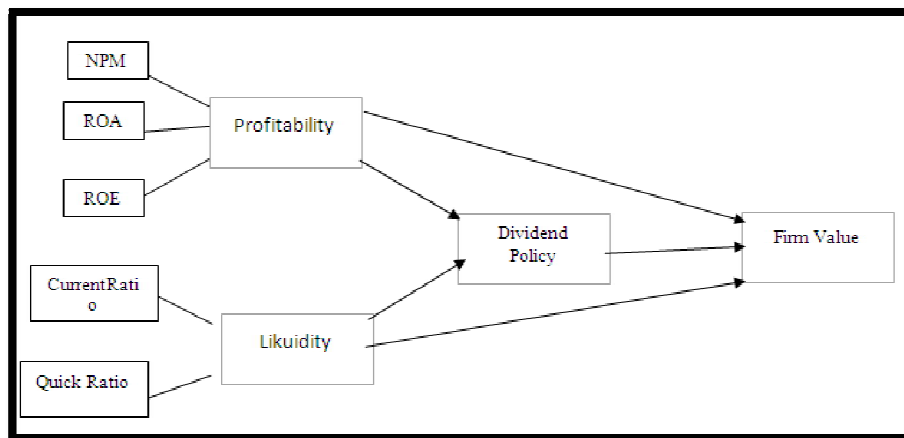 NPM
ROA
Profitability
ROE
Dividend
Policy
Firm Value
CurrentRati
o
Likuidity
Quick Ratio